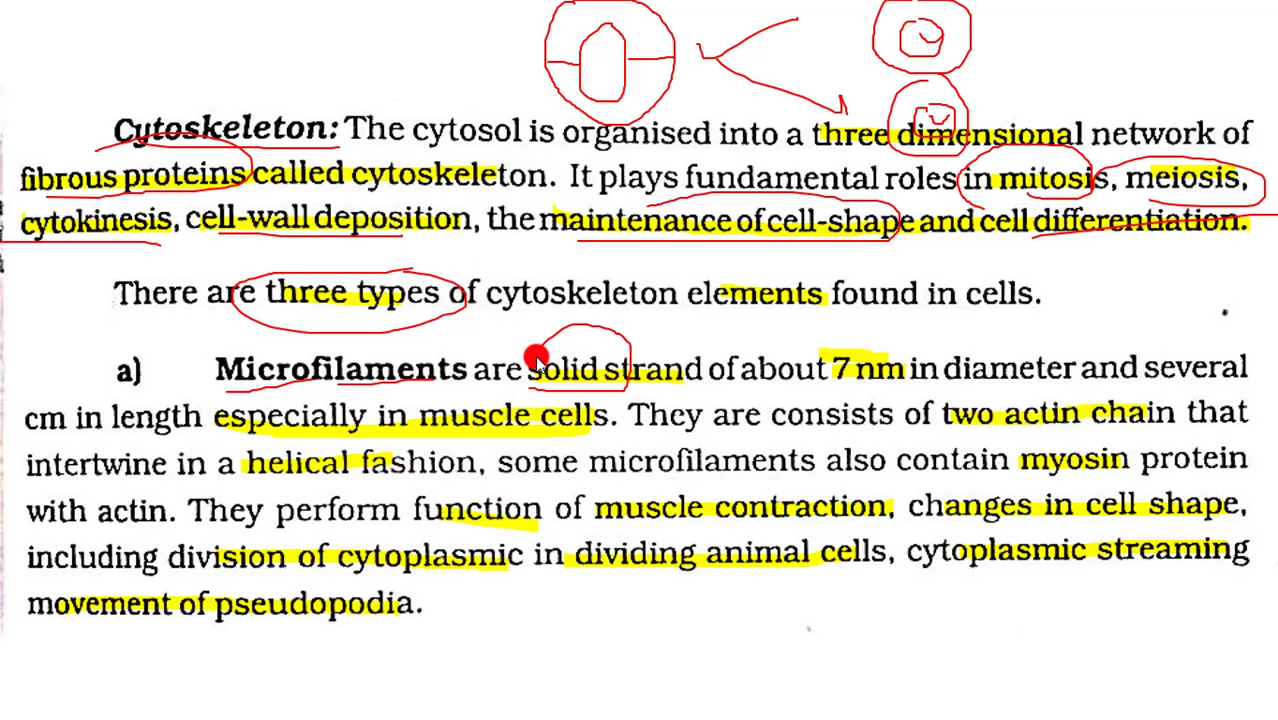 Cytoskeleton: The cytosol is organised into a three dimensional network of
fibrous proteins called cytoskeleton. It plays fundamental roles in mitosis, meiosis,
cytokinesis, cell-wall deposition, the maintenance of cell-shape and cell differentiation.
There are three types of cytoskeleton elements found in cells.
a) Microfilaments are solid strand of about 7 nm in diameter and several
cm in length especially in muscle cells. They are consists of two actin chain that
intertwine in a helical fashion, some microfilaments also contain myosin protein
with actin. They perform function of muscle contraction, changes in cell shape,
including division of cytoplasmic in dividing animal cells, cytoplasmic streaming
movement of pseudopodia.